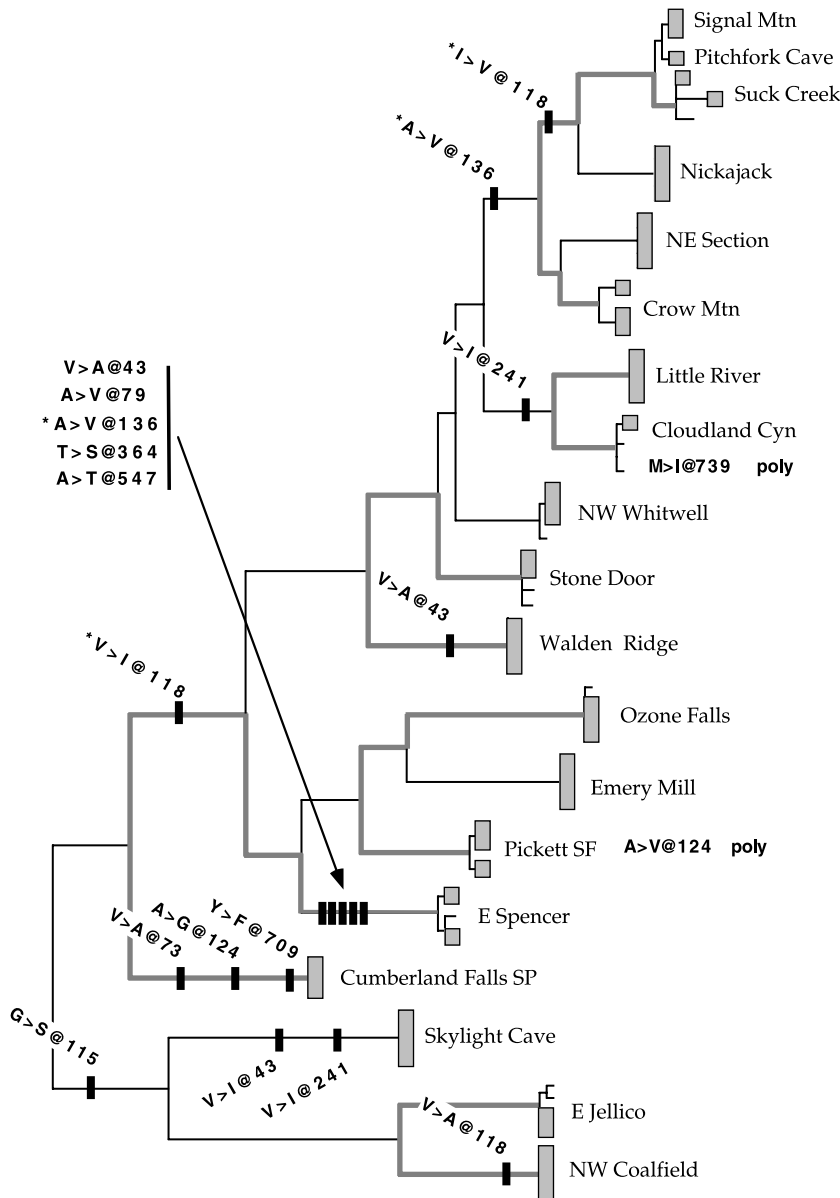 Signal Mtn
Pitchfork Cave
*I>V@118
Suck Creek
*A>V@136
Nickajack
NE Section
Crow Mtn
V>I@241
V>A@43
A>V@79
*A>V@136
T>S@364
A>T@547
Little River
Cloudland Cyn
M>I@739 poly
NW Whitwell
Stone Door
V>A@43
Walden Ridge
*V>I@118
Ozone Falls
Emery Mill
Pickett SF A>V@124 poly
E Spencer
V>A@73
A>G@124
Y>F@709
Cumberland Falls SP
G>S@115
Skylight Cave
V>I@43
V>I@241
E Jellico
V>A@118
NW Coalfield